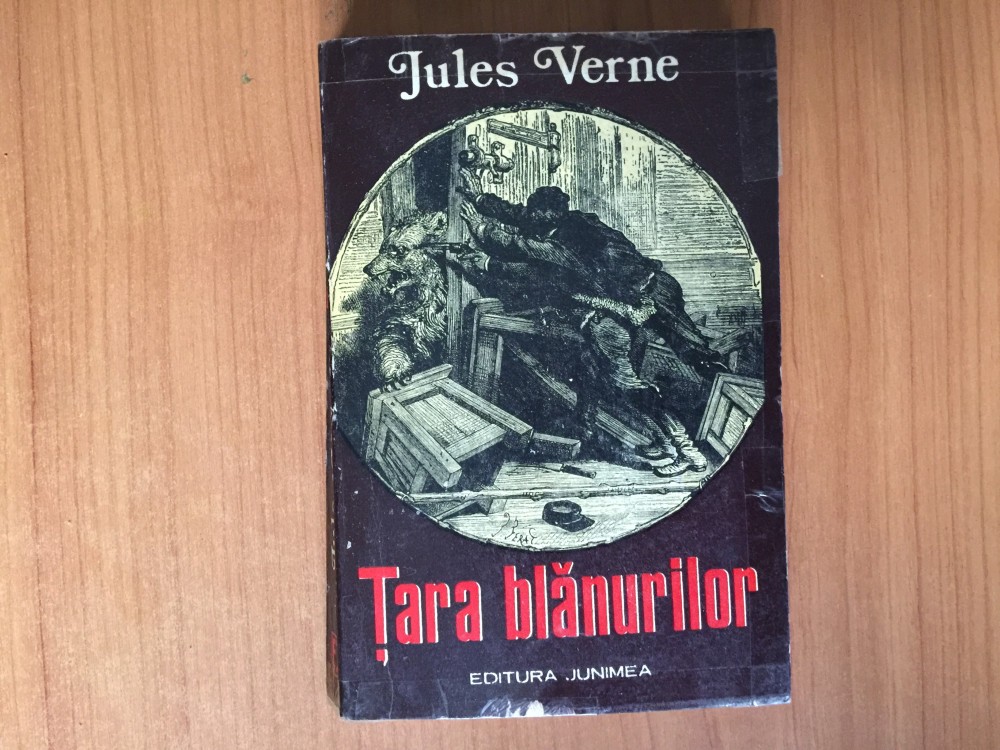 Jules Verne
Țara blănurilor
EDITURA JUNIMEA